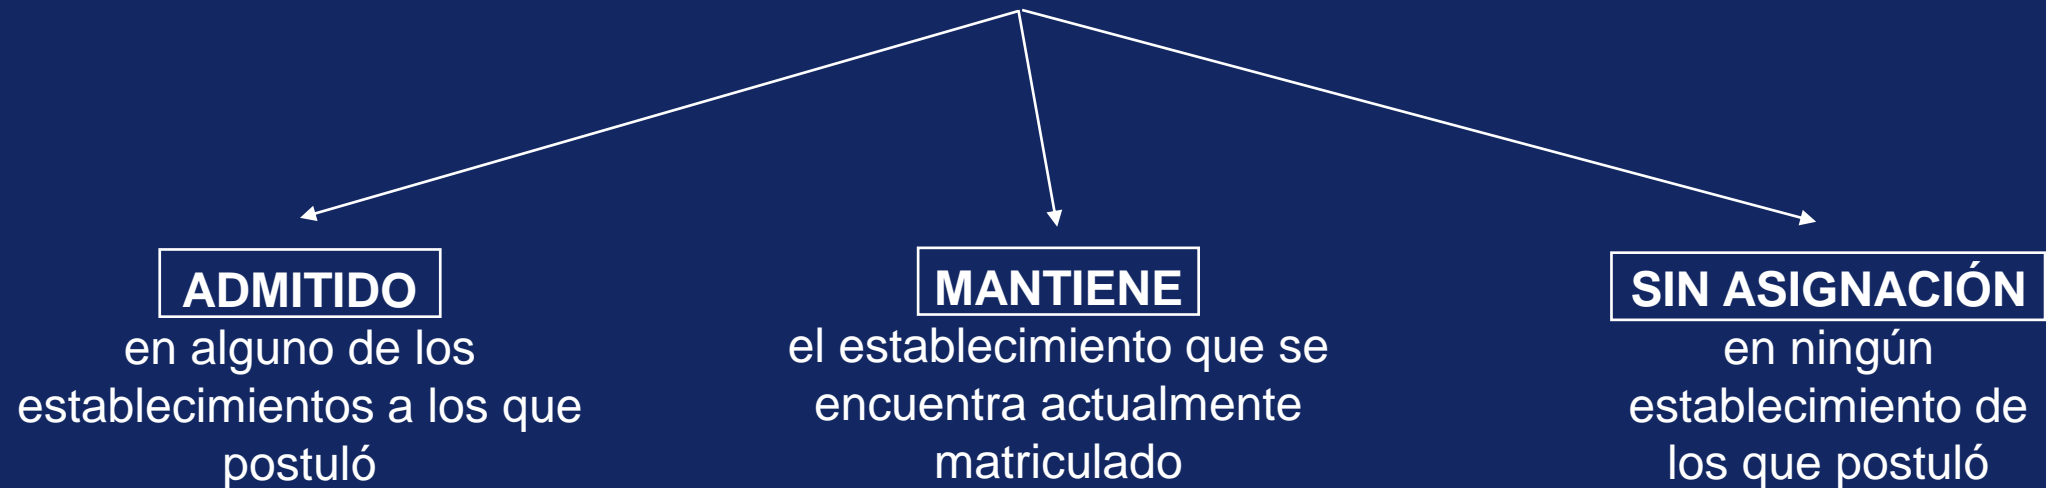 ADMITIDO
en alguno de los
establecimientos a los que
postuló
MANTIENE
el establecimiento que se
encuentra actualmente
matriculado
SIN ASIGNACIÓN
en ningún
establecimiento de
los que postuló